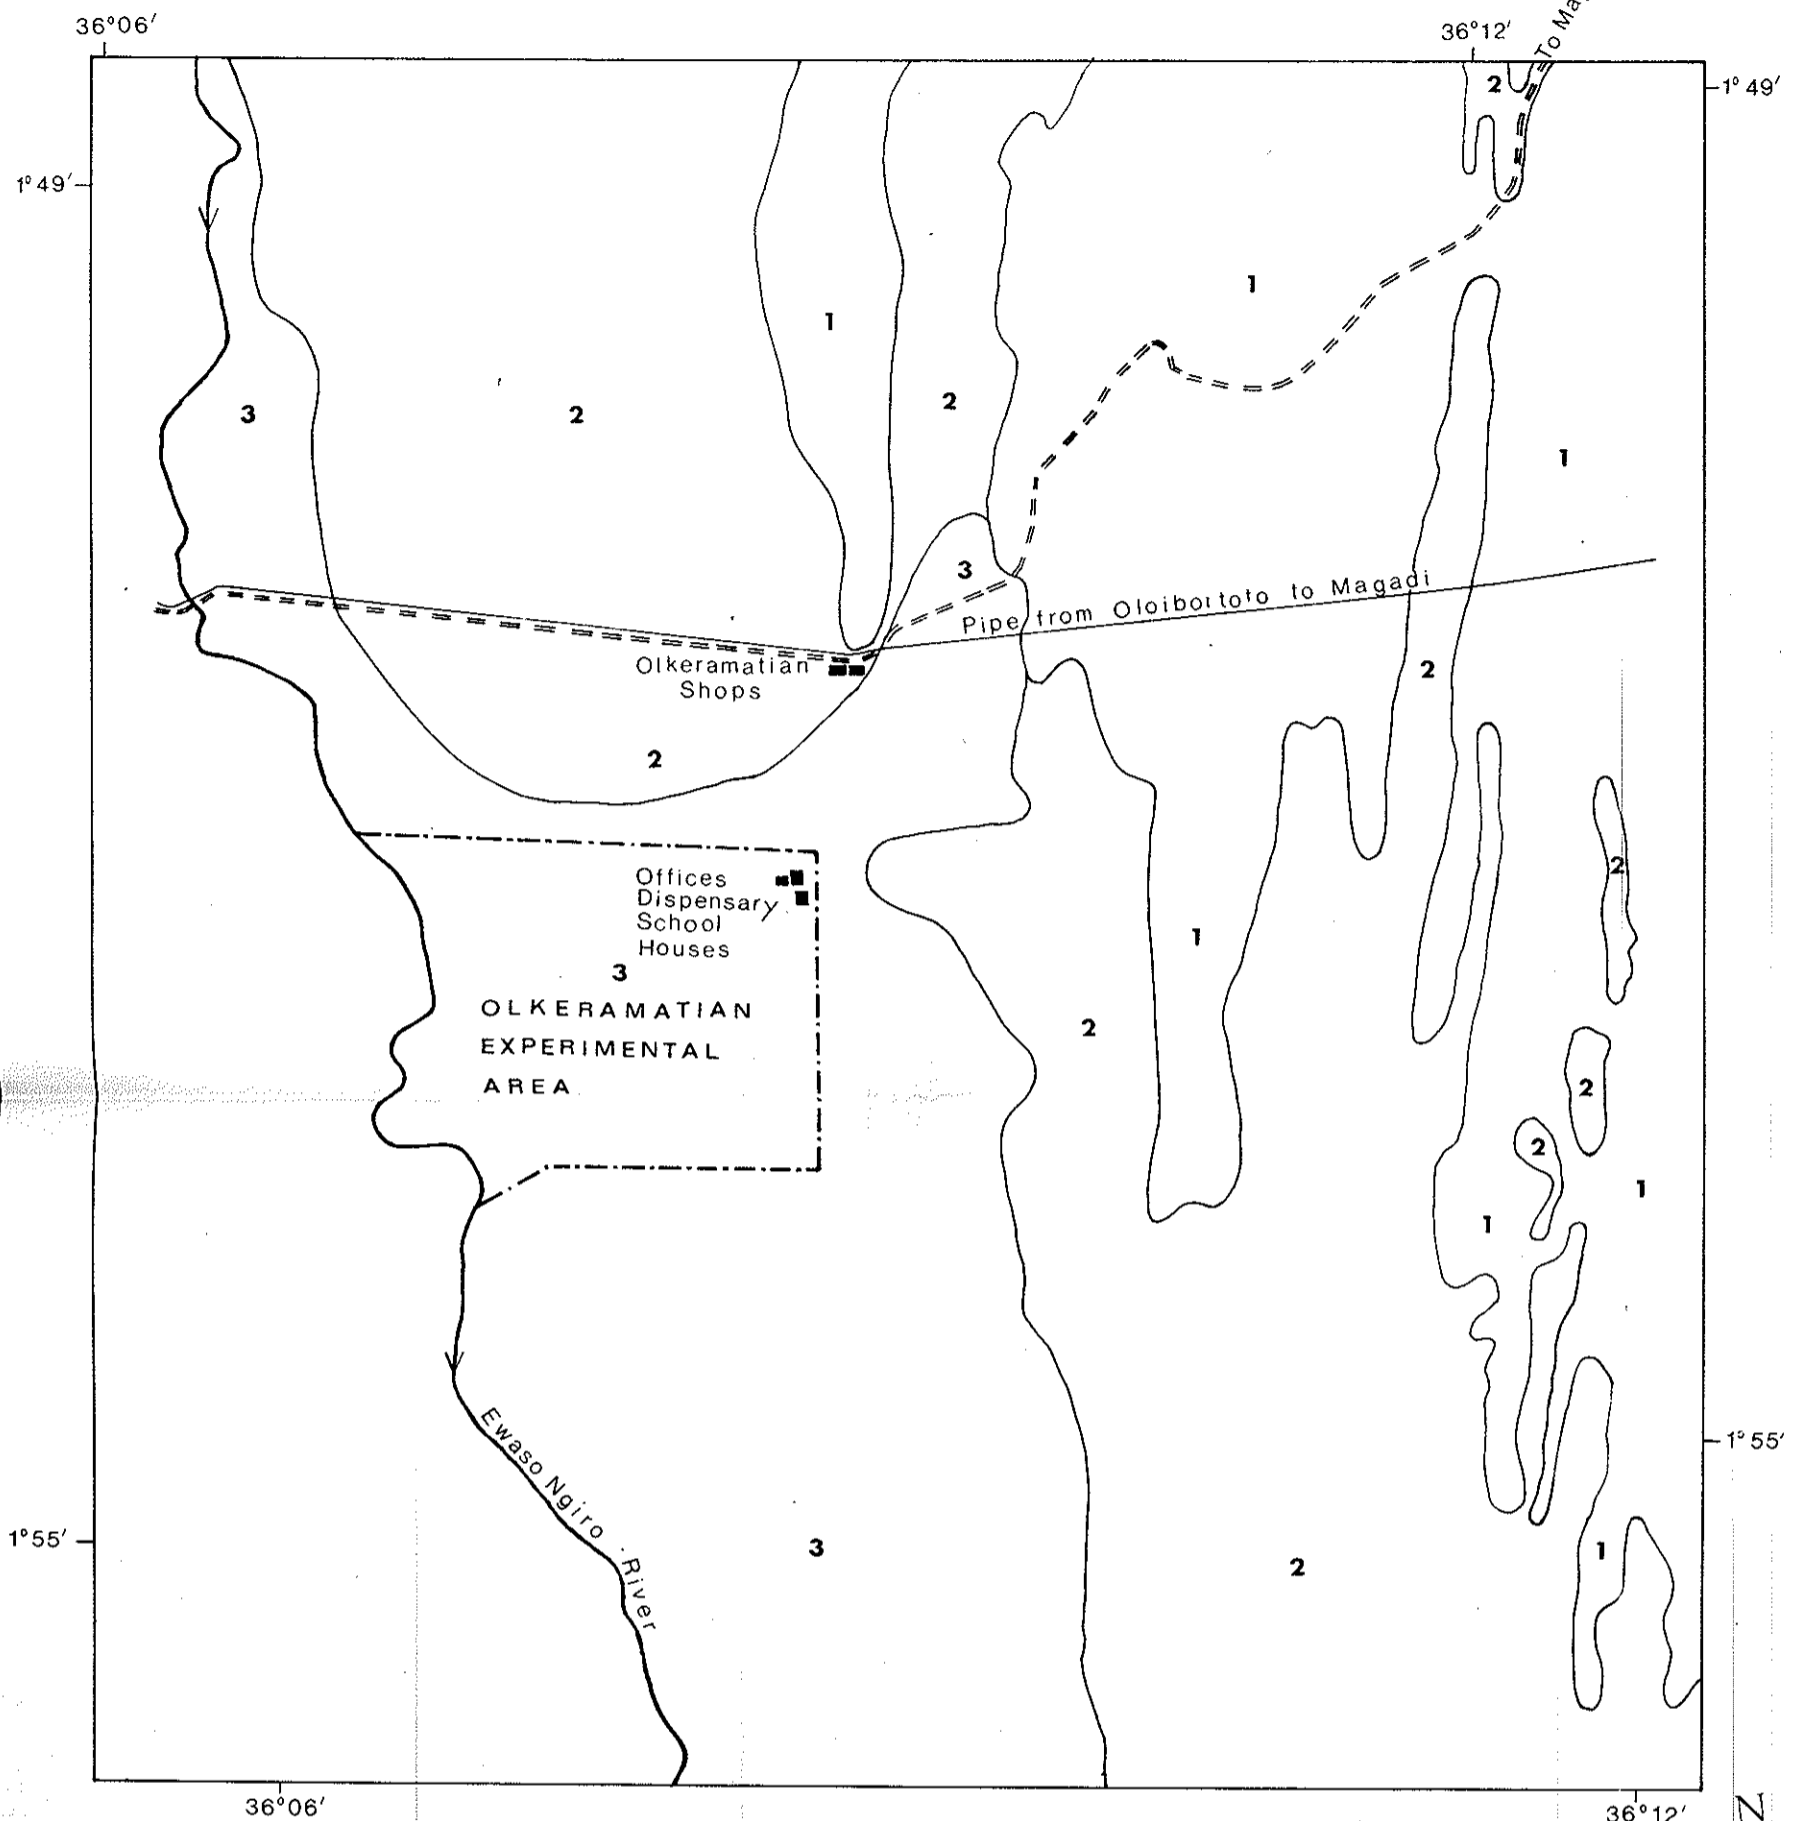 36°06′
36°12′
To Ma
2
1°49′
1°49′
1
1
3
2
2
1
3
Pipe from Oloibortoto to Magadi
Olkeramatian
Shops
2
2
2
Offices
Dispensary
School
Houses
1
3
OLKERAMATIAN
EXPERIMENTAL
AREA
2
2
2
1
1
1°55′
Ewaso Ngiro River
1°55′
3
2
1
36°06′
36°12′
N